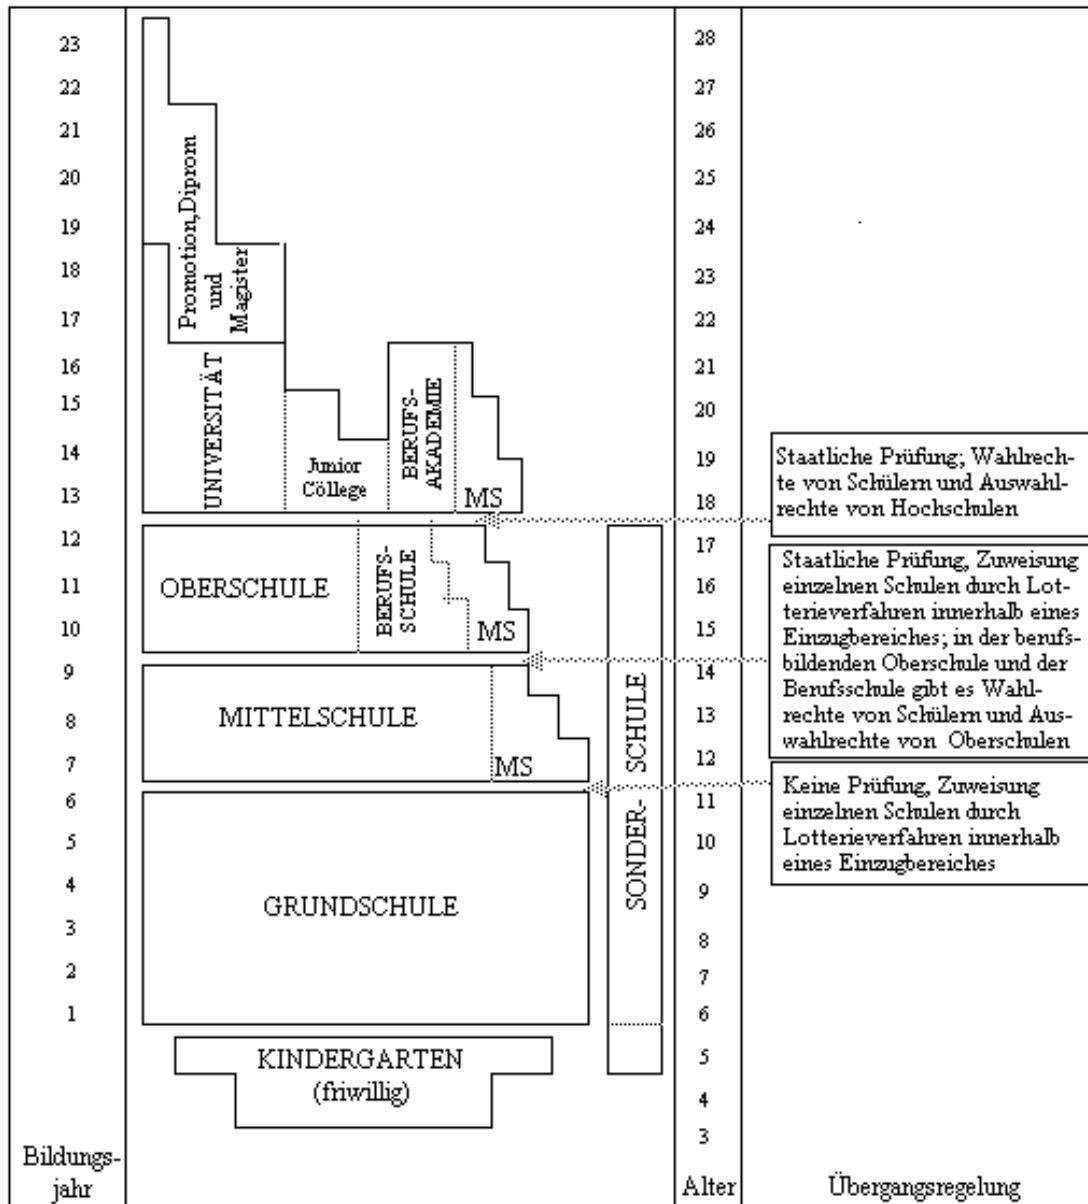 23
22
21
20
19
18
17
16
15
14
13
12
11
10
9
8
7
6
5
4
3
2
1
Bildungs-
jahr
Promotion,Diprom
und
Magister
UNIVERSITÄT
Junior
Cöllege
BERUFS-
AKADEMIE
MS
OBERSCHULE
BERUFS-
SCHULE
MS
MITTELSCHULE
MS
GRUNDSCHULE
KINDERGARTEN
(friwillig)
SONDER- SCHULE
28
27
26
25
24
23
22
21
20
19
18
17
16
15
14
13
12
11
10
9
8
7
6
5
4
3
Alter
Staatliche Prüfung; Wahlrech-
te von Schülern und Auswahl-
rechte von Hochschulen
Staatliche Prüfung, Zuweisung
einzelnen Schulen durch Lot-
terieverfahren innerhalb eines
Einzugbereiches; in der berufs-
bildenden Oberschule und der
Berufsschule gibt es Wahl-
rechte von Schülern und Aus-
wahlrechte von Oberschulen
Keine Prüfung, Zuweisung
einzelnen Schulen durch
Lotterieverfahren innerhalb
eines Einzugbereiches
Übergangsregelung